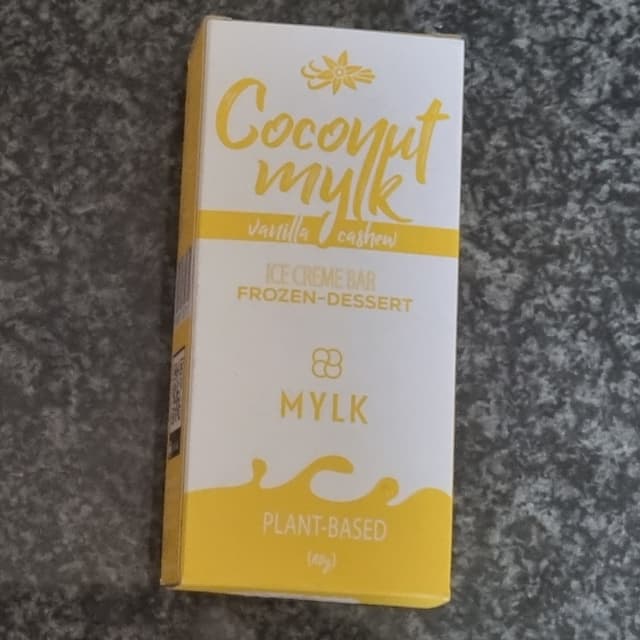 Coconut
mylk
vanilla cashew
ICE CREME BAR
FROZEN-DESSERT
MYLK
PLANT-BASED